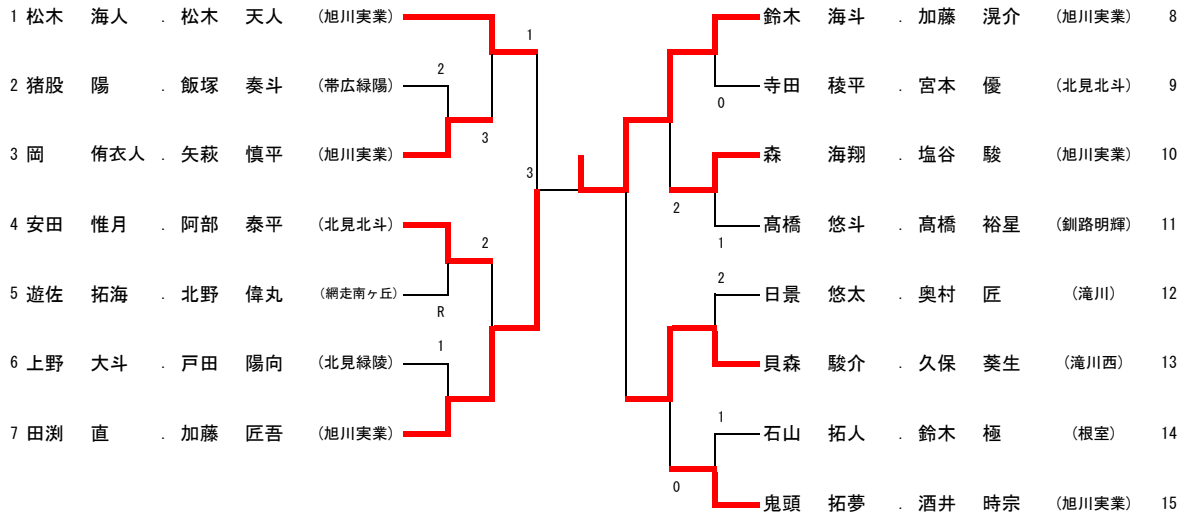 1 松木 海人 . 松木 天人 (旭川実業)
2 猪股 陽 . 飯塚 奏斗 (帯広緑陽)
3 岡 侑衣人 . 矢萩 慎平 (旭川実業)
4 安田 惟月 . 阿部 泰平 (北見北斗)
5 遊佐 拓海 . 北野 偉丸 (網走南ヶ丘)
6 上野 大斗 . 戸田 陽向 (北見緑陵)
7 田渕 直 . 加藤 匠吾 (旭川実業)
1
2
3
3
2
R
1
鈴木 海斗 . 加藤 滉介 (旭川実業) 8
寺田 稜平 . 宮本 優 (北見北斗) 9
森 海翔 . 塩谷 駿 (旭川実業) 10
髙橋 悠斗 . 髙橋 裕星 (釧路明輝) 11
日景 悠太 . 奥村 匠 (滝川) 12
貝森 駿介 . 久保 葵生 (滝川西) 13
石山 拓人 . 鈴木 極 (根室) 14
鬼頭 拓夢 . 酒井 時宗 (旭川実業) 15
0
2
1
2
1
0